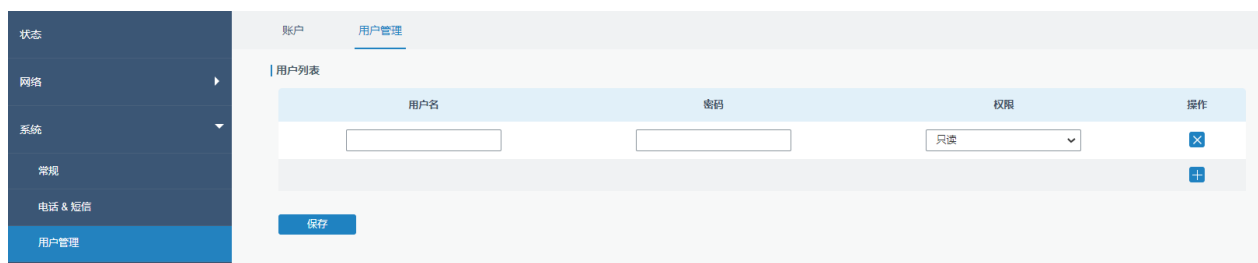 状态
网络
系统
常规
电话 & 短信
用户管理
账户 用户管理
用户列表
用户名 密码 权限 操作
只读
保存